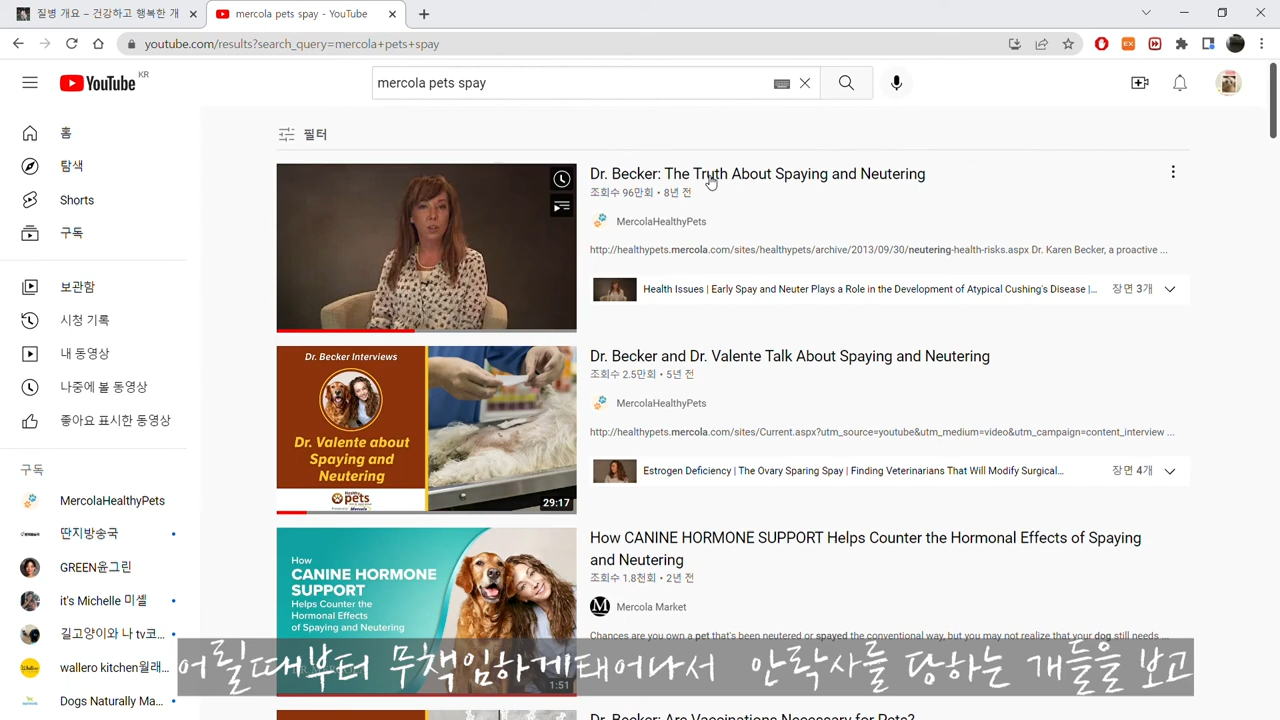 질병 개요 – 건강하고 행복한 개
mercola pets spay - YouTube
youtube.com/results?search_query=mercola+pets+spay
YouTube KR
mercola pets spay
홈
탐색
Shorts
구독
보관함
시청 기록
내 동영상
나중에 볼 동영상
좋아요 표시한 동영상
구독
MercolaHealthyPets
딴지방송국
GREEN윤그린
it's Michelle 미셸
길고양이와 나 tv코...
wallero kitchen월래...
Dogs Naturally Ma...
필터
Dr. Becker: The Truth About Spaying and Neutering
조회수 96만회 • 8년 전
MercolaHealthyPets
http://healthypets.mercola.com/sites/healthypets/archive/2013/09/30/neutering-health-risks.aspx Dr. Karen Becker, a proactive ...
Health Issues | Early Spay and Neuter Plays a Role in the Development of Atypical Cushing's Disease |...
장면 3개
Dr. Becker Interviews
Dr. Valente about
Spaying and
Neutering
Healthy
pets
29:17
Dr. Becker and Dr. Valente Talk About Spaying and Neutering
조회수 2.5만회 • 5년 전
MercolaHealthyPets
http://healthypets.mercola.com/sites/Current.aspx?utm_source=youtube&utm_medium=video&utm_campaign=content_interview ...
Estrogen Deficiency | The Ovary Sparing Spay | Finding Veterinarians That Will Modify Surgical...
장면 4개
How
CANINE HORMONE
SUPPORT
Helps Counter the
Hormonal Effects
of Spaying and Neutering
1:51
How CANINE HORMONE SUPPORT Helps Counter the Hormonal Effects of Spaying
and Neutering
조회수 1.8천회 • 2년 전
Mercola Market
Chances are you own a pet that's been neutered or spayed the conventional way, but you may not realize that your dog still needs ...
어릴때부터 무책임하게태어나서 안락사를 당하는 개들을 보고
Dr. Becker: Are Vaccinations Necessary for Pets?